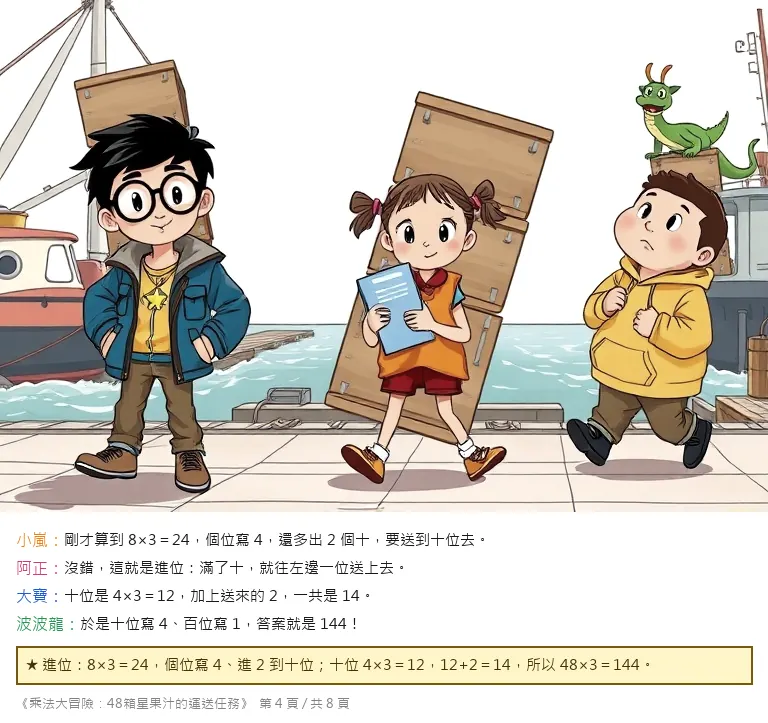 小嵐：剛才算到 8×3＝24，個位寫 4，還多出 2 個十，要送到十位去。
阿正：沒錯，這就是進位：滿了十，就往左邊一位送上去。
大寶：十位是 4×3＝12，加上送來的 2，一共是 14。
波波龍：於是十位寫 4、百位寫 1，答案就是 144！
★ 進位：8×3＝24，個位寫 4、進 2 到十位；十位 4×3＝12，12+2＝14，所以 48×3＝144。
《乘法大冒險：48箱星果汁的運送任務》 第 4 頁 / 共 8 頁